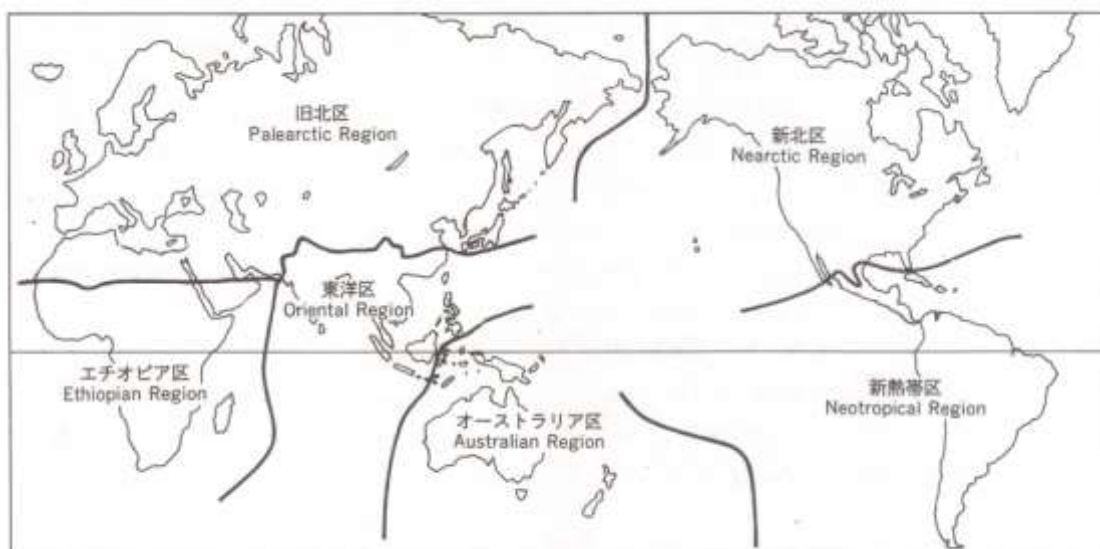 旧北区
Palearctic Region
新北区
Nearctic Region
東洋区
Oriental Region
エチオピア区
Ethiopian Region
オーストラリア区
Australian Region
新熱帯区
Neotropical Region